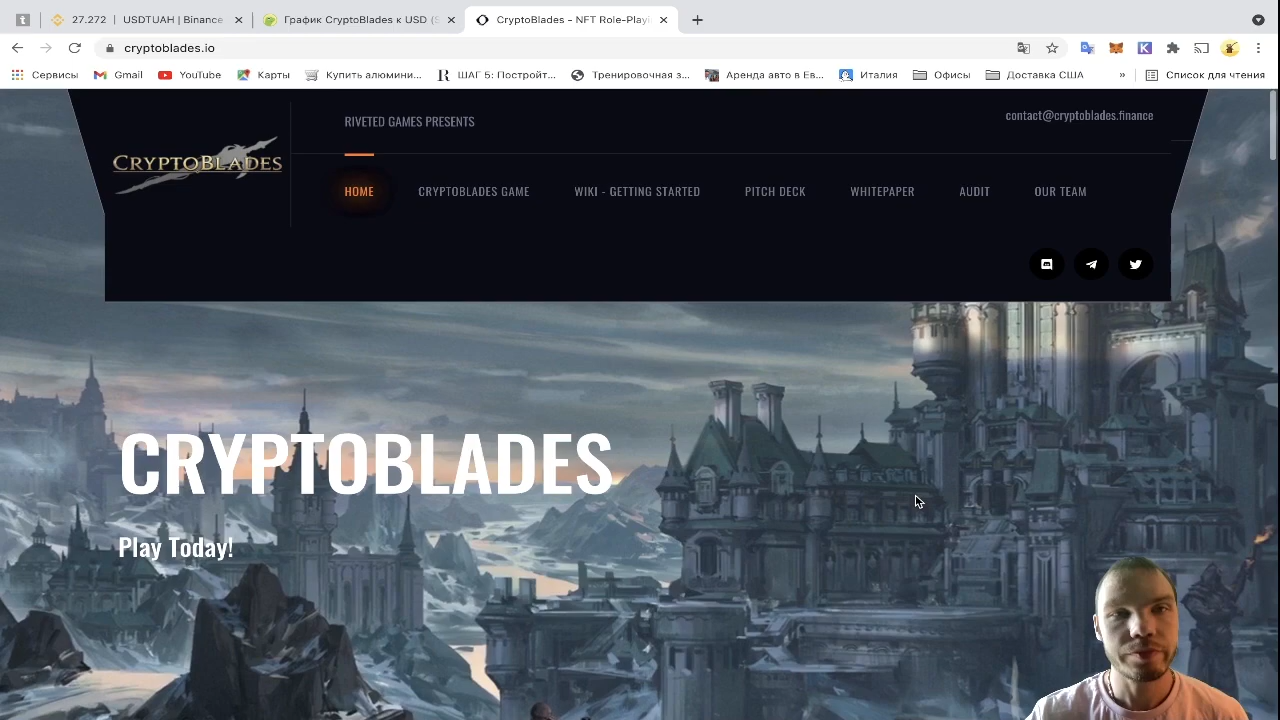 27.272 | USDTUAH | Binance
График CryptoBlades к USD (S
CryptoBlades – NFT Role-Playi
cryptoblades.io
Сервисы
Gmail
YouTube
Карты
Купить алюмини...
ШАГ 5: Постройт...
Тренировочная з...
Аренда авто в Ев...
Италия
Офисы
Доставка США
»
Список для чтения
RIVETED GAMES PRESENTS
contact@cryptoblades.finance
CRYPTOBLADES
HOME
CRYPTOBLADES GAME
WIKI - GETTING STARTED
PITCH DECK
WHITEPAPER
AUDIT
OUR TEAM
CRYPTOBLADES
Play Today!